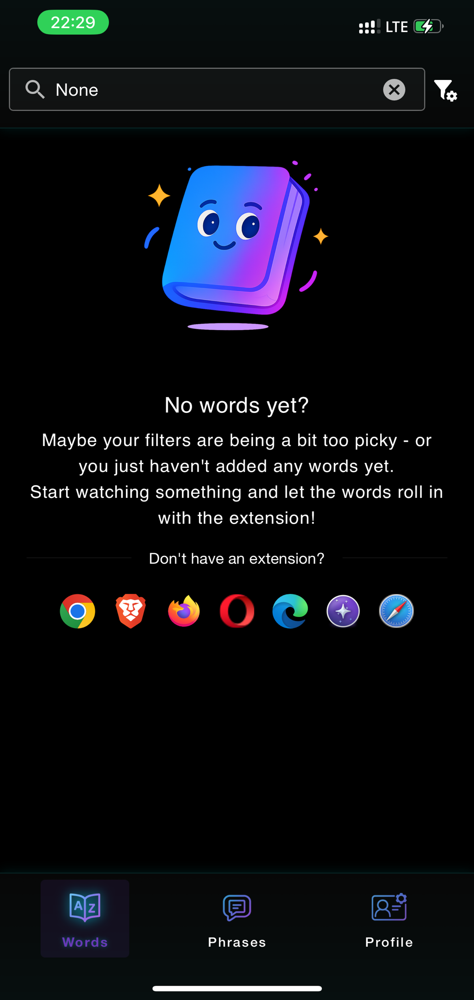 22:29
LTE
None
No words yet?
Maybe your filters are being a bit too picky - or
you just haven't added any words yet.
Start watching something and let the words roll in
with the extension!
Don't have an extension?
A Z
Words
Phrases
Profile